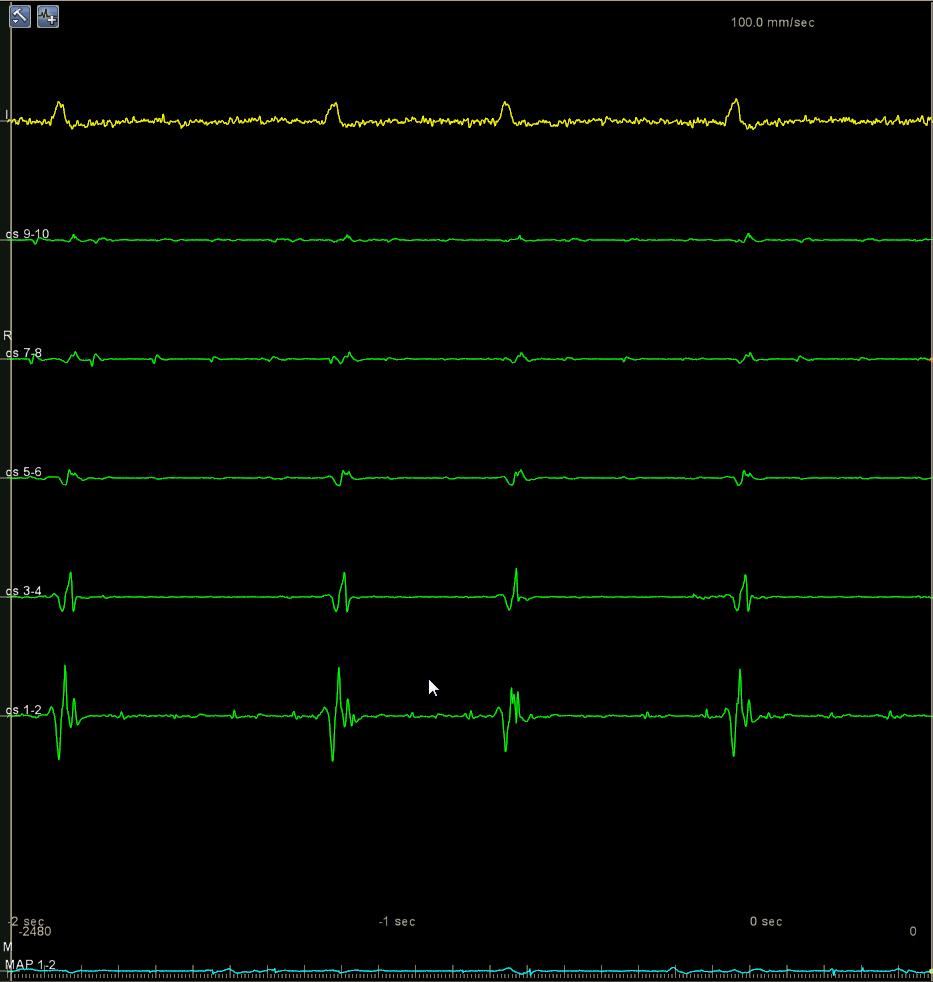 100.0 mm/sec
I
cs 9-10
R
cs 7-8
cs 5-6
cs 3-4
cs 1-2
-2 sec
-1 sec
0 sec
-2480
0
M
MAP 1-2